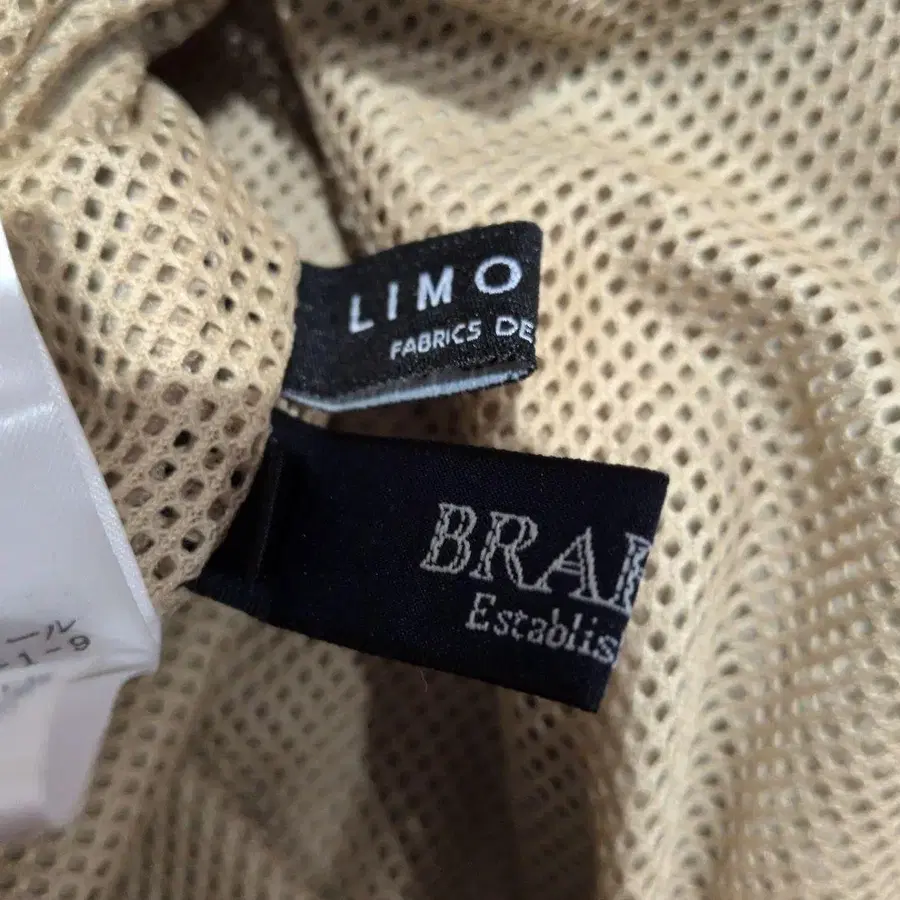 LIMO
FABRICS DE
BRAI
Establis
ール
-1-9